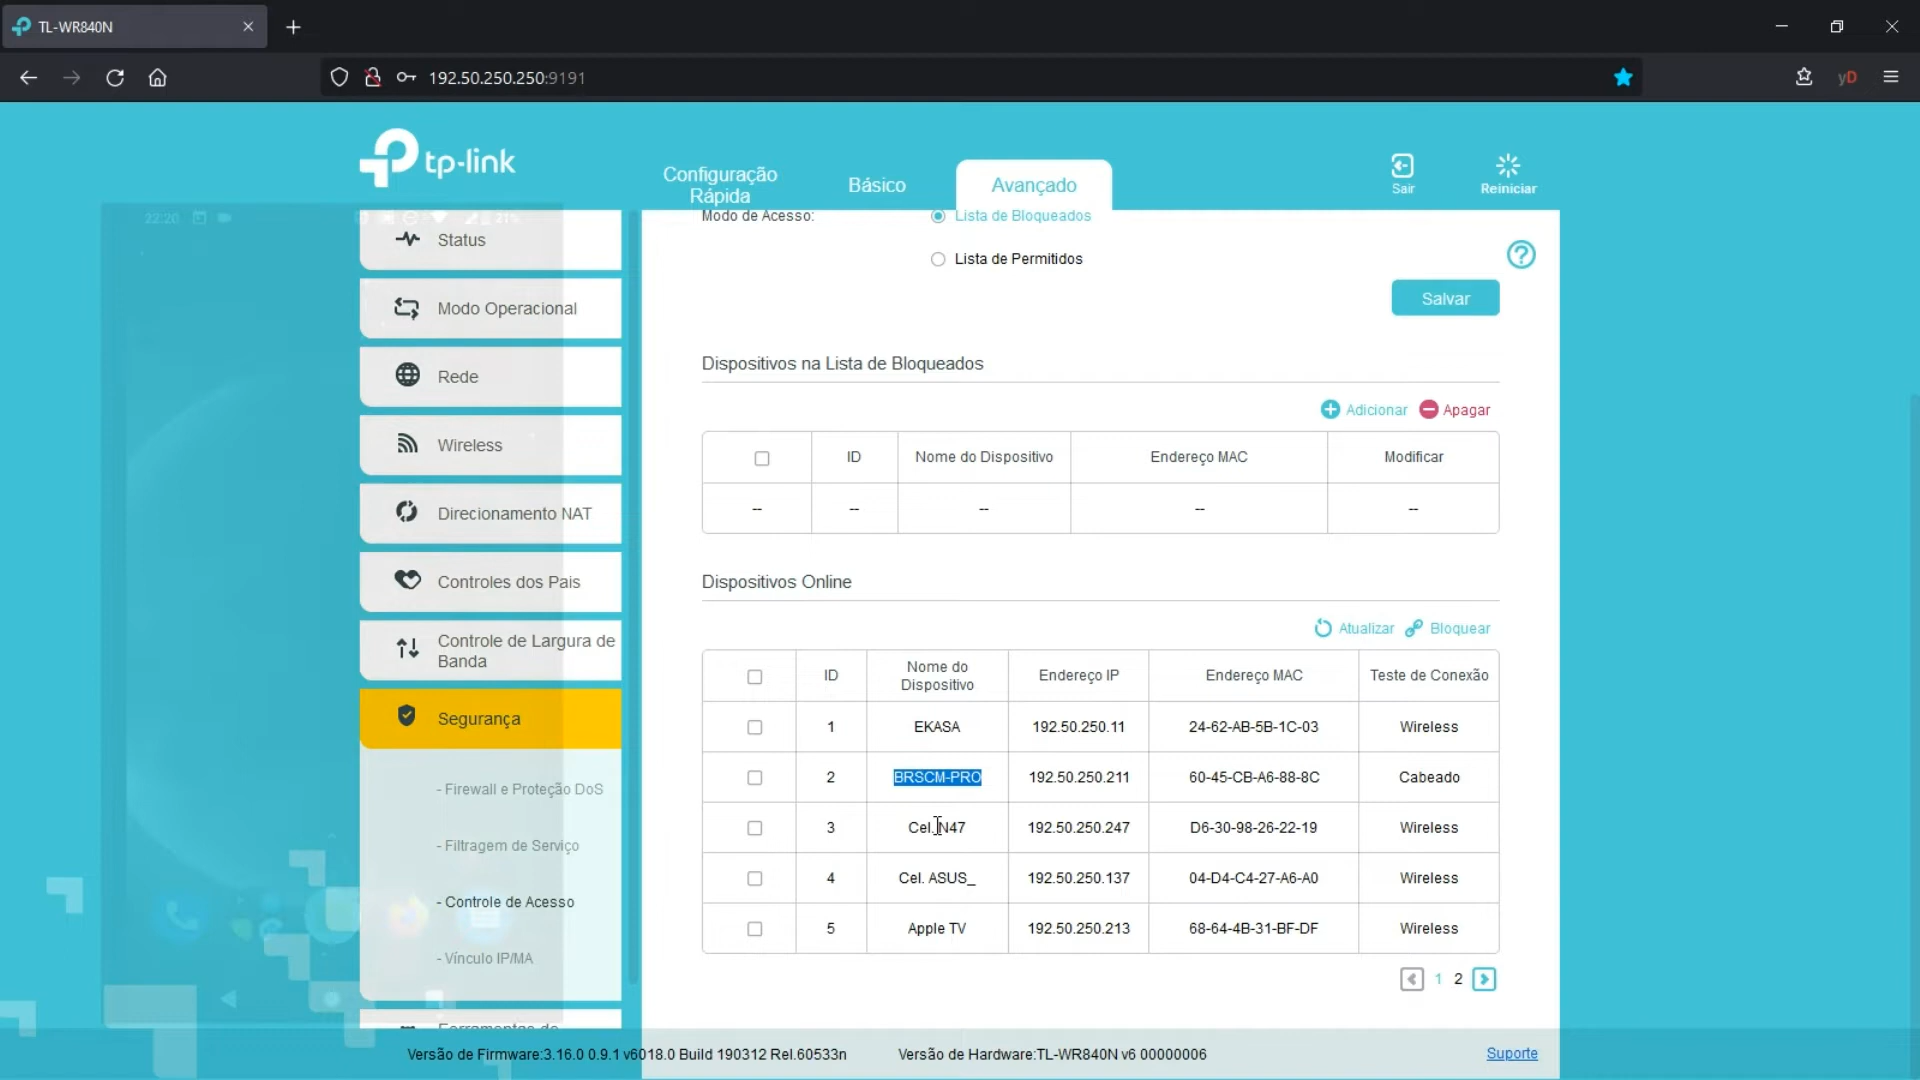 TL-WR840N
192.50.250.250:9191
yD
tp-link
Configuração
Rápida
Básico
Avançado
Sair
Reiniciar
22:20
21%
Status
Modo Operacional
Rede
Wireless
Direcionamento NAT
Controles dos Pais
Controle de Largura de
Banda
Segurança
- Firewall e Proteção DoS
- Filtragem de Serviço
- Controle de Acesso
- Vínculo IP/MA
Ferramentas do
Modo de Acesso:
Lista de Bloqueados
Lista de Permitidos
Salvar
Dispositivos na Lista de Bloqueados
Adicionar Apagar
ID Nome do Dispositivo Endereço MAC Modificar
-- -- -- -- --
Dispositivos Online
Atualizar Bloquear
ID Nome do Dispositivo Endereço IP Endereço MAC Teste de Conexão
1 EKASA 192.50.250.11 24-62-AB-5B-1C-03 Wireless
2 BRSCM-PRO 192.50.250.211 60-45-CB-A6-88-8C Cabeado
3 Cel. N47 192.50.250.247 D6-30-98-26-22-19 Wireless
4 Cel. ASUS_ 192.50.250.137 04-D4-C4-27-A6-A0 Wireless
5 Apple TV 192.50.250.213 68-64-4B-31-BF-DF Wireless
1 2
Versão de Firmware:3.16.0 0.9.1 v6018.0 Build 190312 Rel.60533n Versão de Hardware:TL-WR840N v6 00000006 Suporte